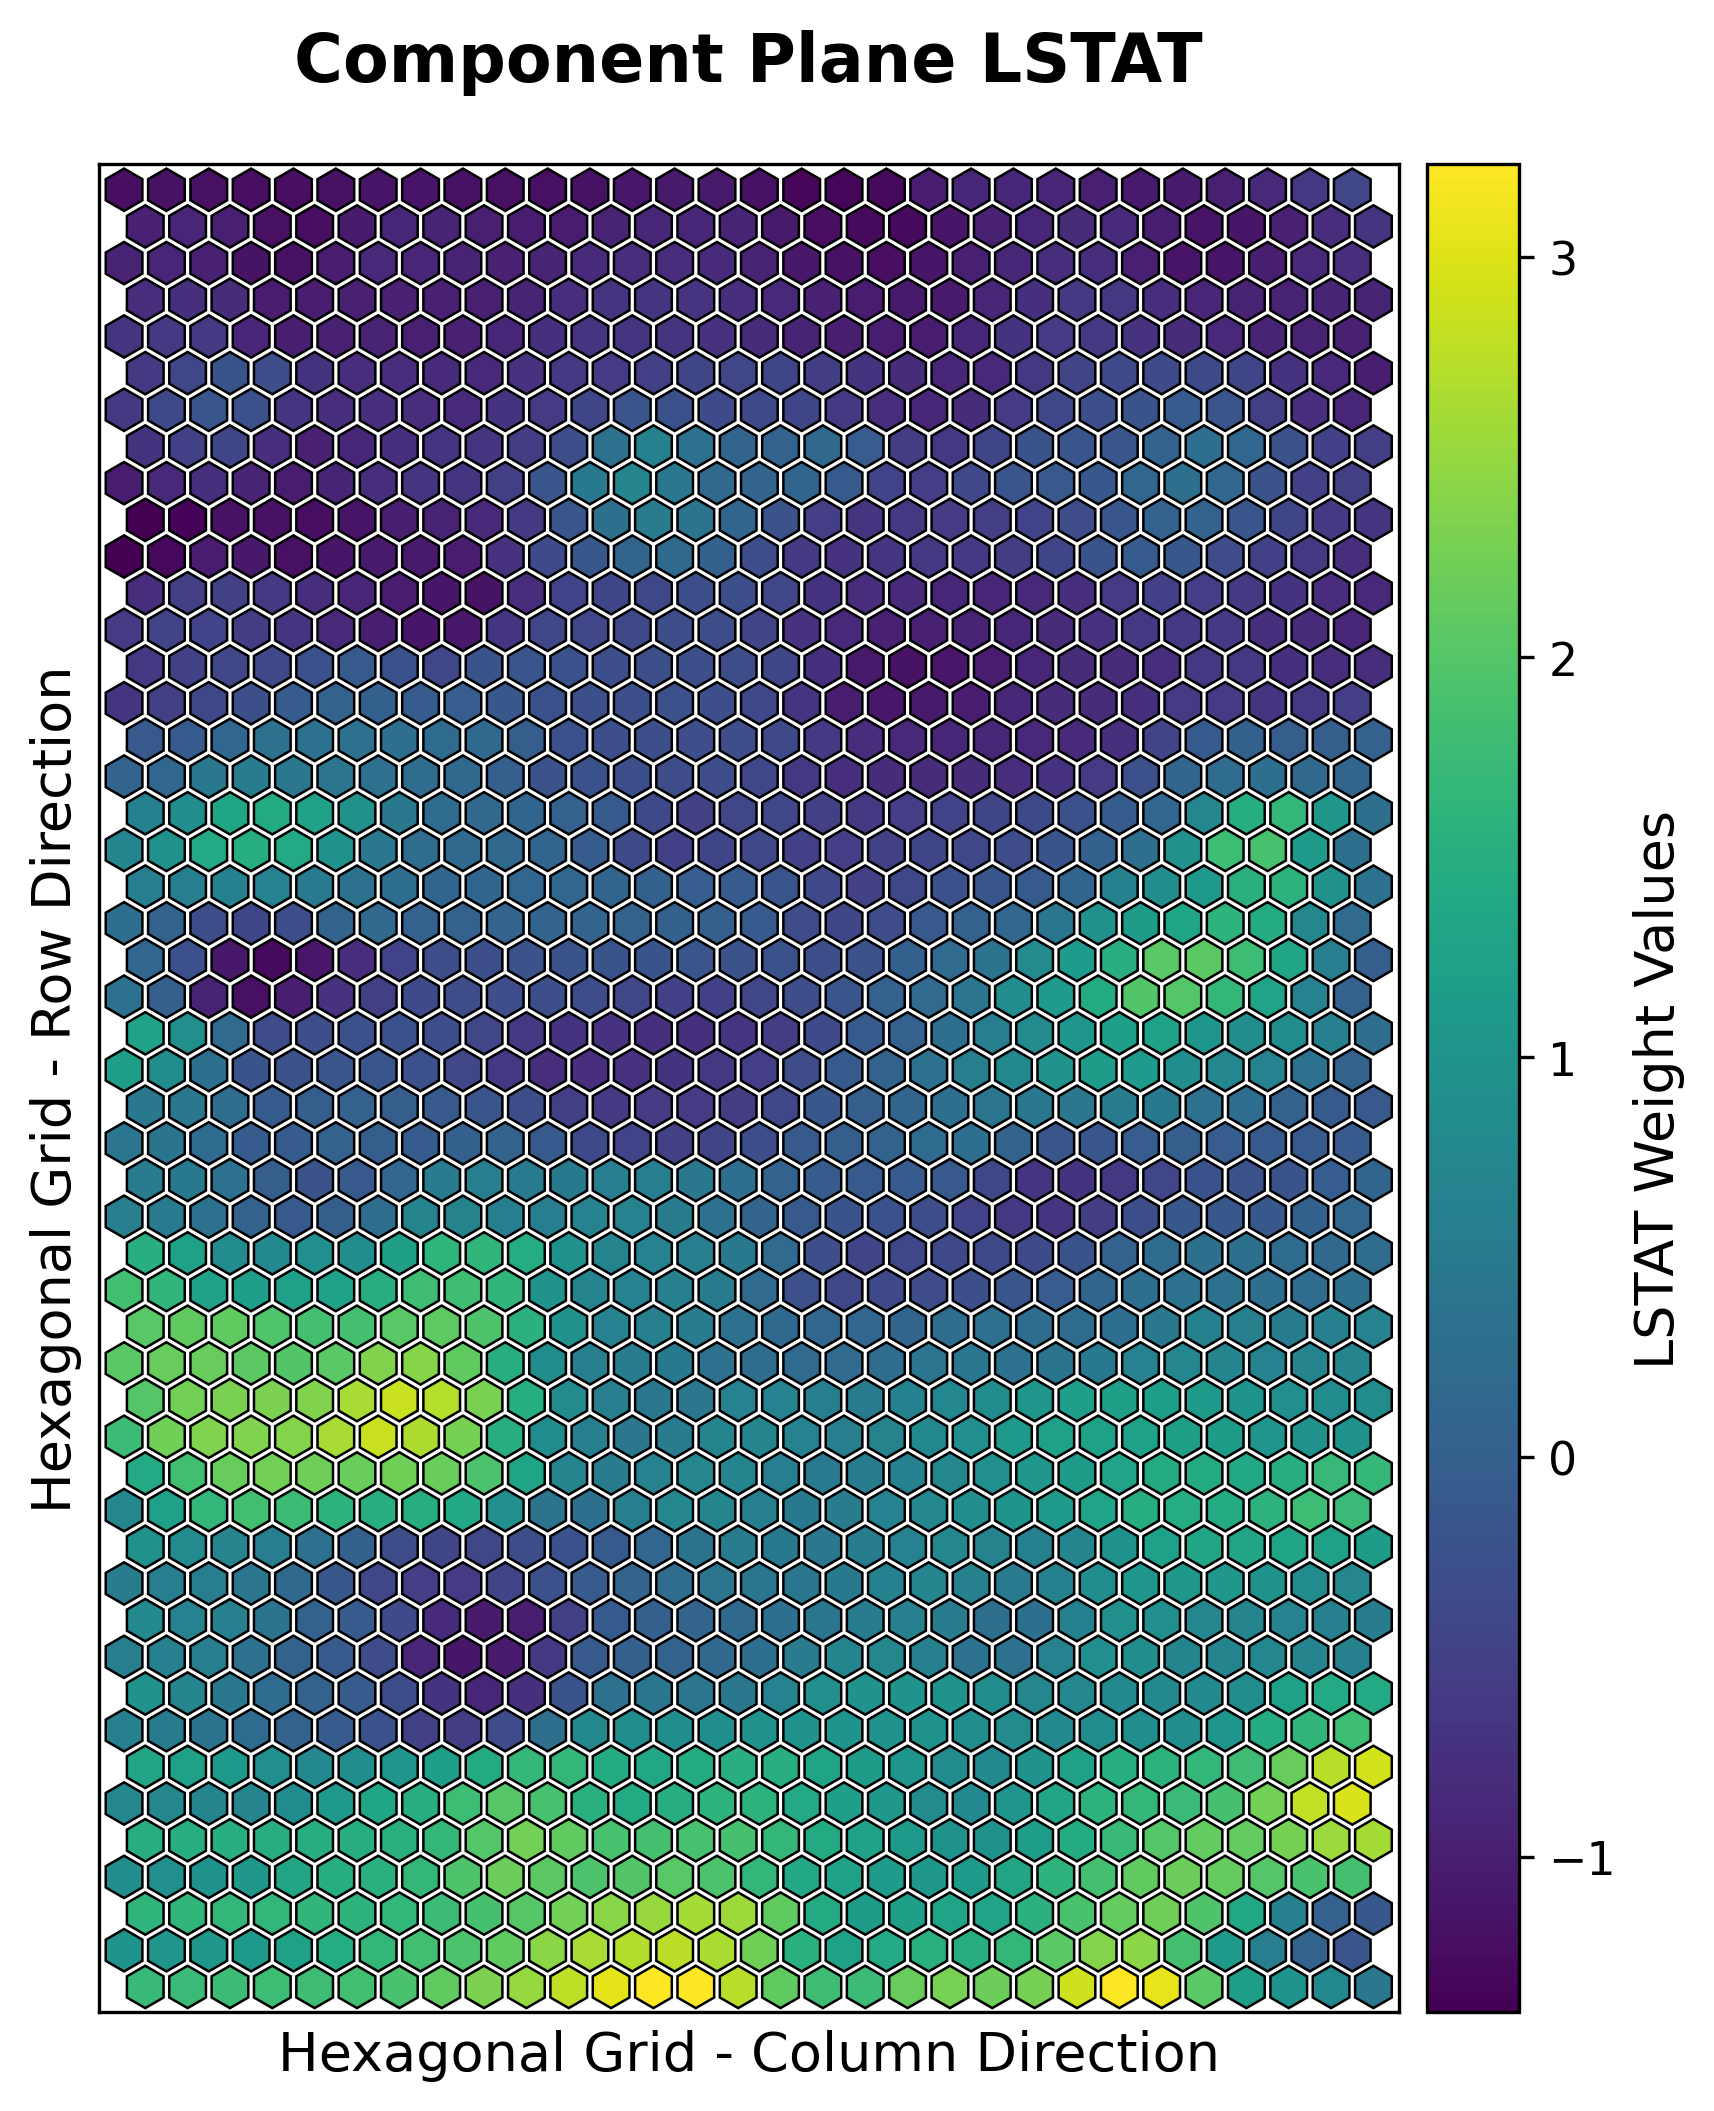 Component Plane LSTAT
Hexagonal Grid - Row Direction
Hexagonal Grid - Column Direction
3
2
1
0
−1
LSTAT Weight Values